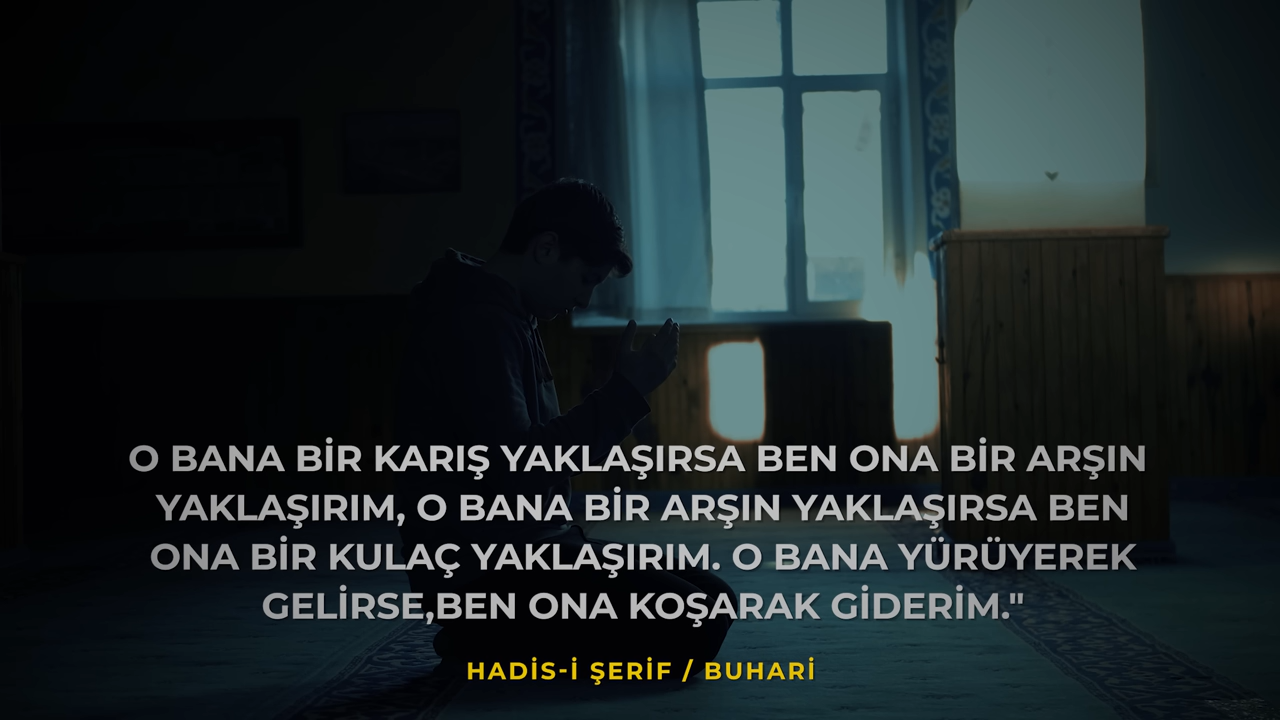 O BANA BİR KARIŞ YAKLAŞIRSA BEN ONA BİR ARŞIN
YAKLAŞIRIM, O BANA BİR ARŞIN YAKLAŞIRSA BEN
ONA BİR KULAÇ YAKLAŞIRIM. O BANA YÜRÜYEREK
GELİRSE,BEN ONA KOŞARAK GİDERİM."
HADİS-İ ŞERİF / BUHARİ